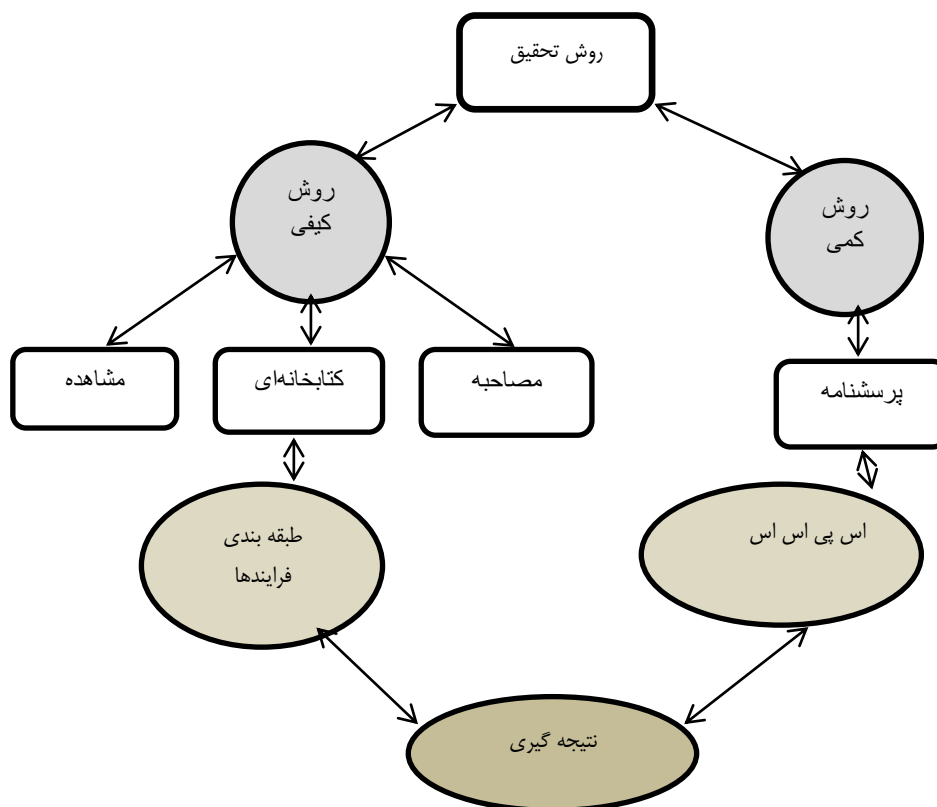 روش تحقیق
روش
کمی
روش
کیفی
پرسشنامه
مصاحبه
کتابخانه‌ای
مشاهده
اس پی اس اس
طبقه بندی
فرایندها
نتیجه گیری